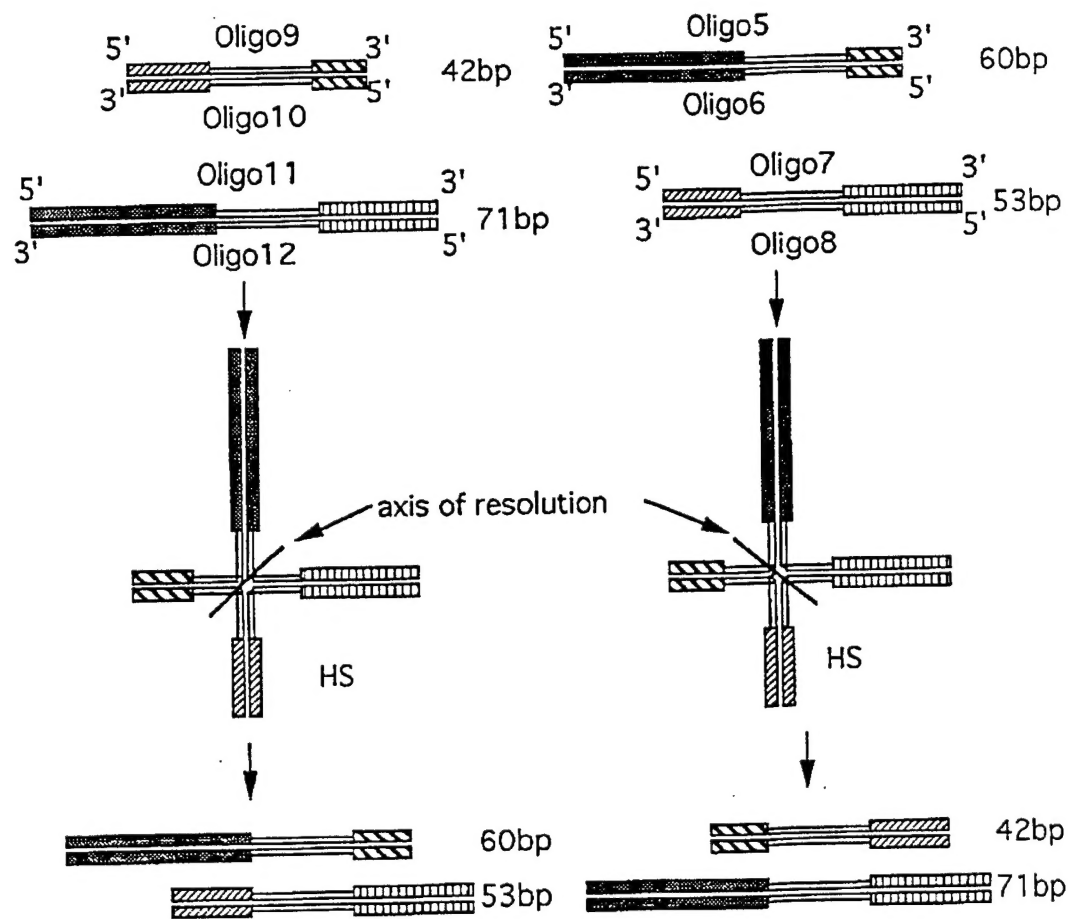 5' Oligo9 3'
42bp
3' Oligo10 5'
5' Oligo5 3'
60bp
3' Oligo6 5'
5' Oligo11 3'
71bp
3' Oligo12 5'
Oligo7 3'
5'
53bp
3' Oligo8 5'
axis of resolution
HS
HS
60bp
53bp
42bp
71bp